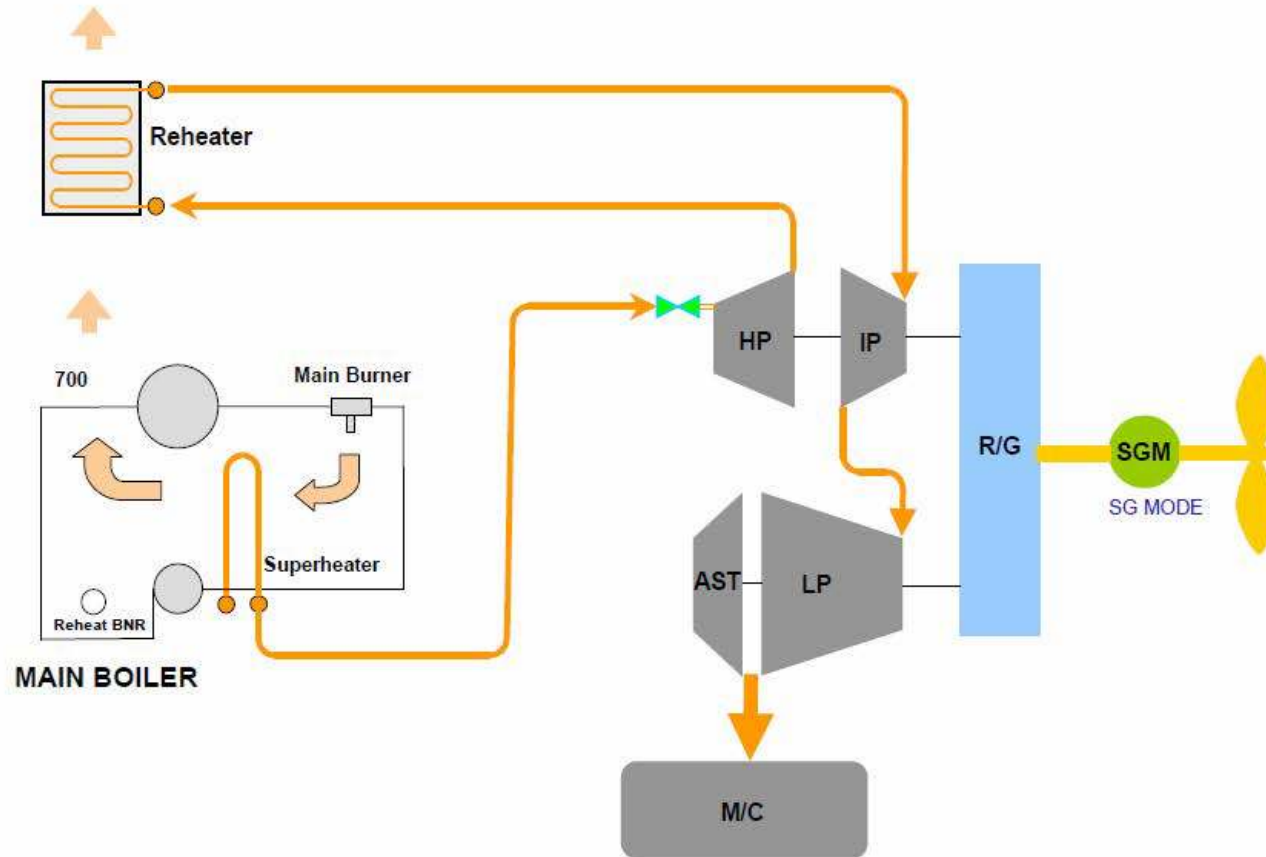 Reheater
HP
IP
700
Main Burner
R/G
SGM
SG MODE
Superheater
AST
LP
Reheat BNR
MAIN BOILER
M/C